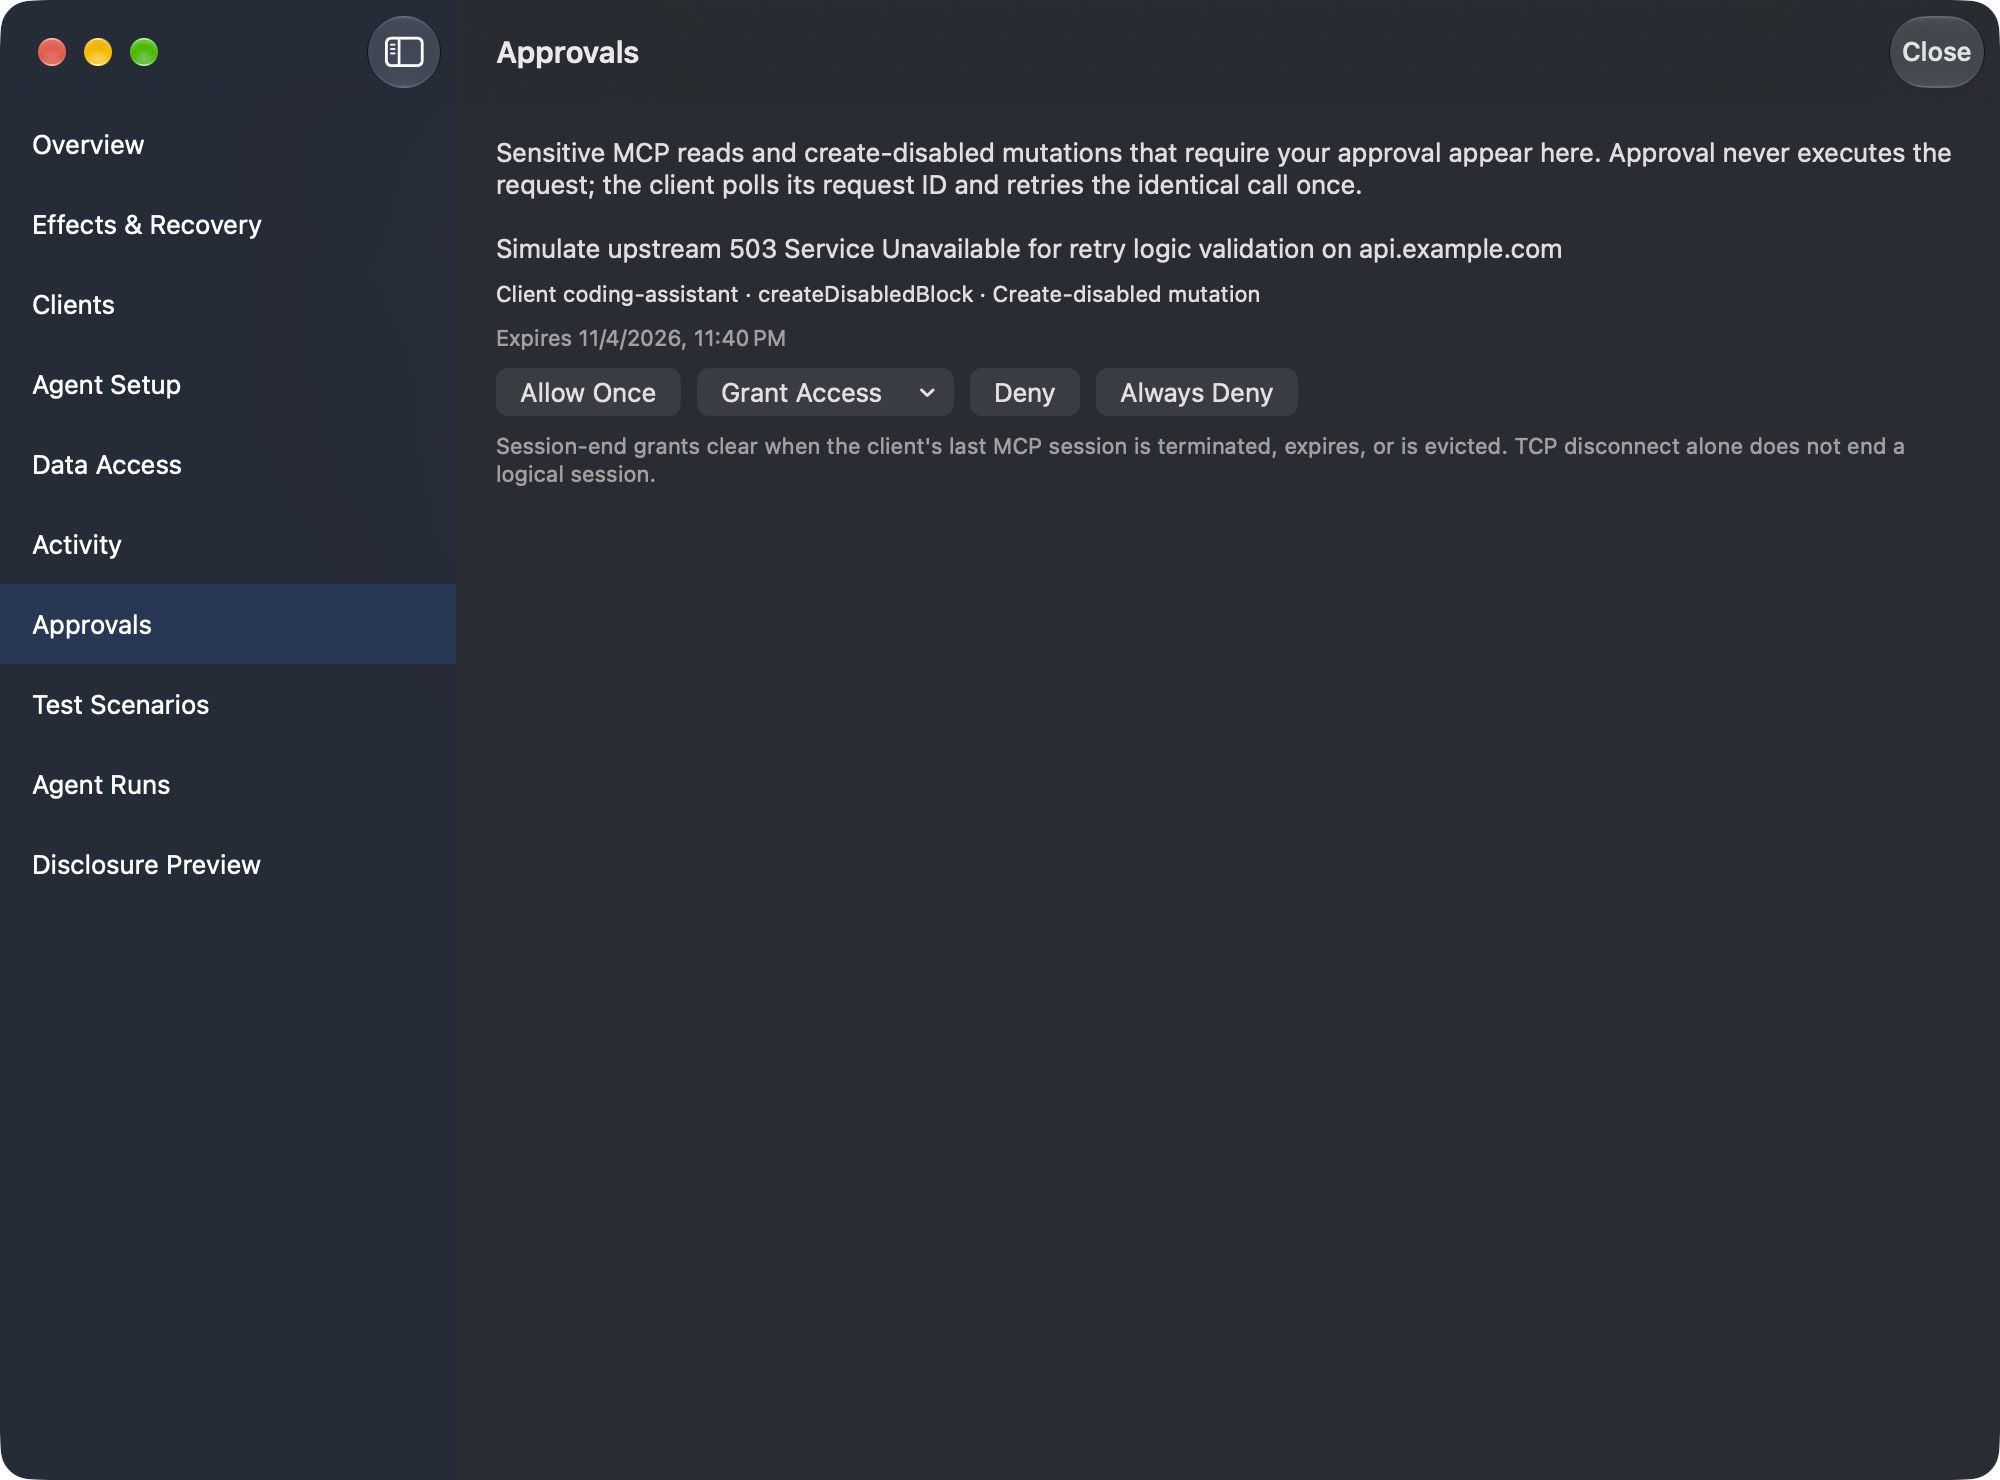 Approvals
Close
Overview
Effects & Recovery
Clients
Agent Setup
Data Access
Activity
Approvals
Test Scenarios
Agent Runs
Disclosure Preview
Sensitive MCP reads and create-disabled mutations that require your approval appear here. Approval never executes the
request; the client polls its request ID and retries the identical call once.
Simulate upstream 503 Service Unavailable for retry logic validation on api.example.com
Client coding-assistant · createDisabledBlock · Create-disabled mutation
Expires 11/4/2026, 11:40 PM
Allow Once
Grant Access
Deny
Always Deny
Session-end grants clear when the client's last MCP session is terminated, expires, or is evicted. TCP disconnect alone does not end a
logical session.